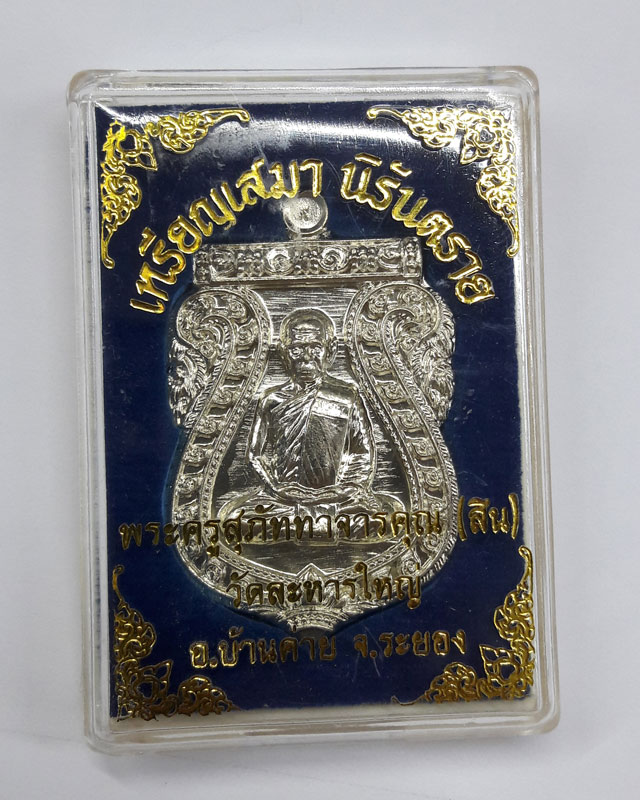 เหรียญเสมา นิรันตราย
พระครูสุภัททาจารคุณ (สิน)
วัดละหารใหญ่
อ.บ้านค่าย จ.ระยอง